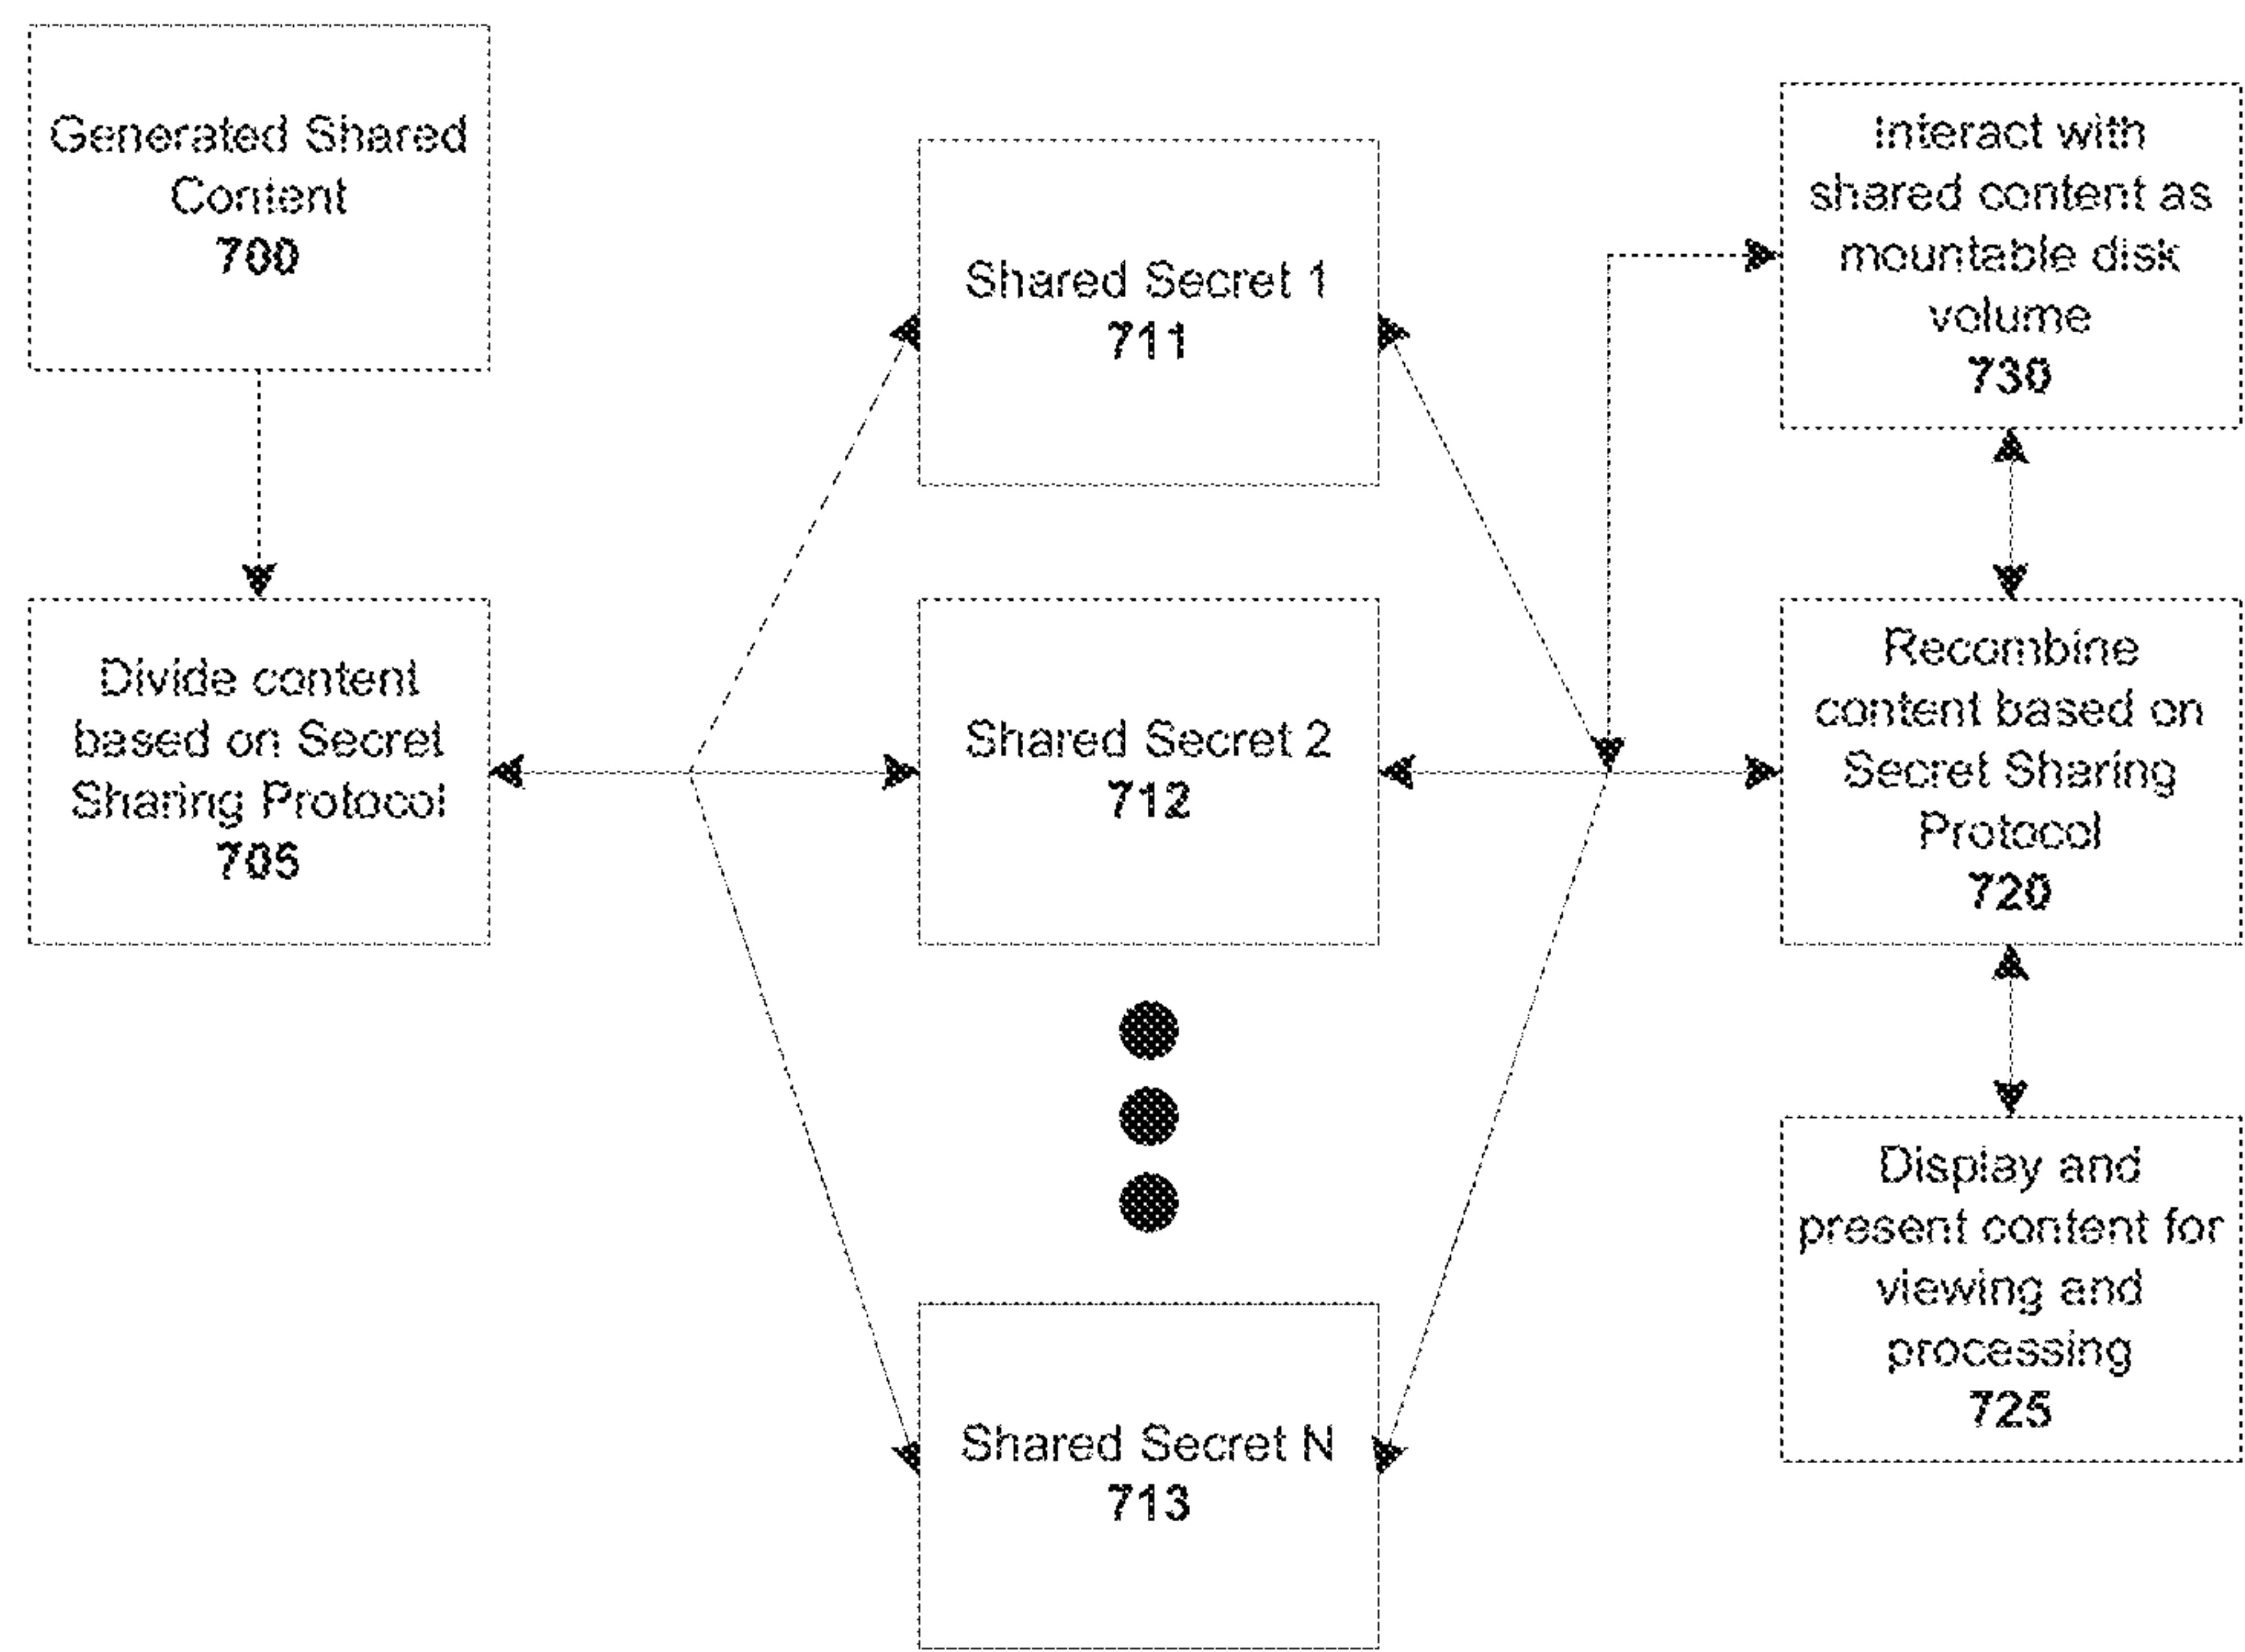 Generated Shared
Content
700
Divide content
based on Secret
Sharing Protocol
705
Shared Secret 1
711
Shared Secret 2
712
Shared Secret N
713
Interact with
shared content as
mountable disk
volume
730
Recombine
content based on
Secret Sharing
Protocol
720
Display and
present content for
viewing and
processing
725